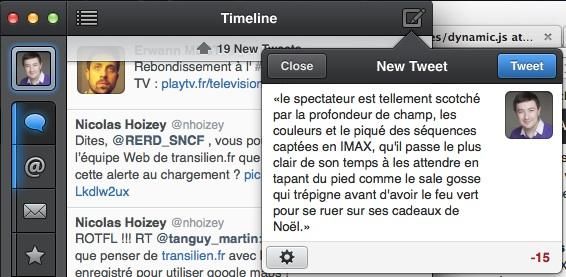 Timeline
es/dynamic.js at...
19 New Tweets
Erwann
Rebondissement à l' #
TV : playtv.fr/television
Nicolas Hoizey @nhoizey
Dites, @RERD_SNCF , vous po
l'équipe Web de transilien.fr que
cette alerte au chargement ? pic
Lkdlw2ux
Nicolas Hoizey @nhoizey
ROTFL !!! RT @tanguy_martin:
que penser de transilien.fr avec l
enregistré pour utiliser google maps
Close
New Tweet
Tweet
«le spectateur est tellement scotché
par la profondeur de champ, les
couleurs et le piqué des séquences
captées en IMAX, qu'il passe le plus
clair de son temps à les attendre en
tapant du pied comme le sale gosse
qui trépigne avant d'avoir le feu vert
pour se ruer sur ses cadeaux de
Noël.»
-15